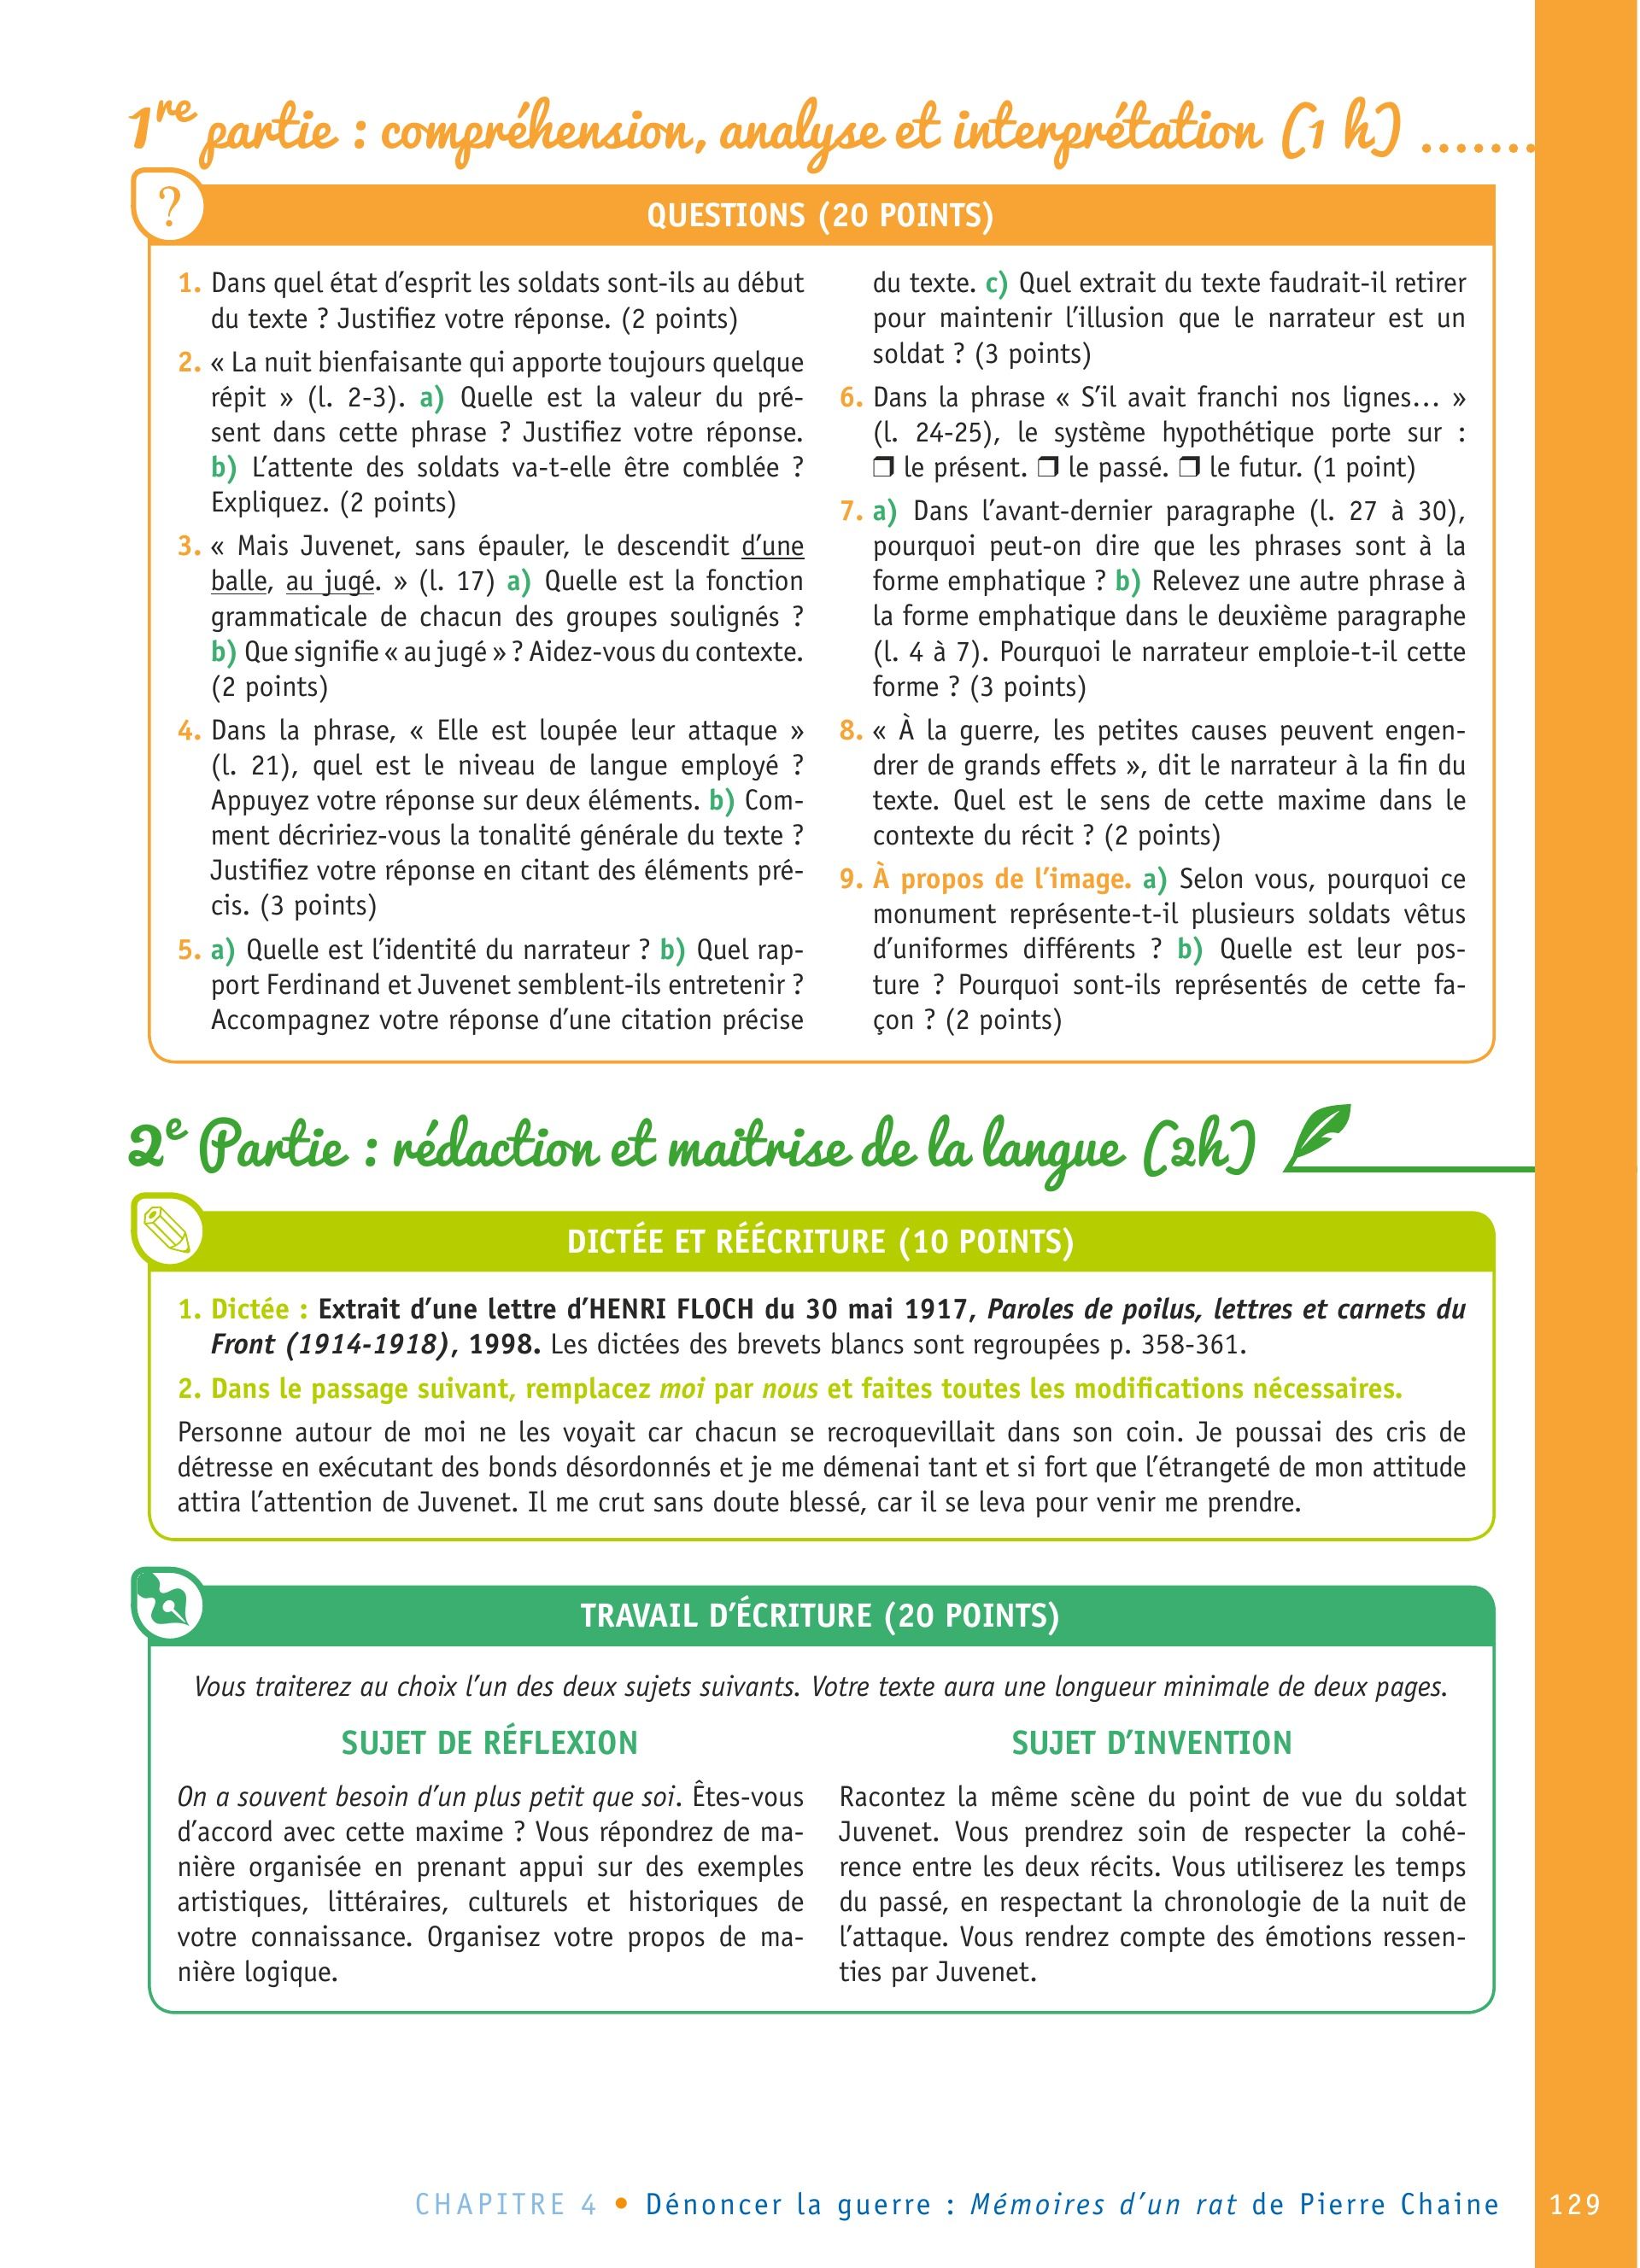 1re partie : compréhension, analyse et interprétation (1 h) .......
?
QUESTIONS (20 POINTS)
1. Dans quel état d’esprit les soldats sont-ils au début
du texte ? Justifiez votre réponse. (2 points)
2. « La nuit bienfaisante qui apporte toujours quelque
répit » (l. 2-3). a) Quelle est la valeur du pré-
sent dans cette phrase ? Justifiez votre réponse.
b) L’attente des soldats va-t-elle être comblée ?
Expliquez. (2 points)
3. « Mais Juvenet, sans épauler, le descendit d’une
balle, au jugé. » (l. 17) a) Quelle est la fonction
grammaticale de chacun des groupes soulignés ?
b) Que signifie « au jugé » ? Aidez-vous du contexte.
(2 points)
4. Dans la phrase, « Elle est loupée leur attaque »
(l. 21), quel est le niveau de langue employé ?
Appuyez votre réponse sur deux éléments. b) Com-
ment décririez-vous la tonalité générale du texte ?
Justifiez votre réponse en citant des éléments pré-
cis. (3 points)
5. a) Quelle est l’identité du narrateur ? b) Quel rap-
port Ferdinand et Juvenet semblent-ils entretenir ?
Accompagnez votre réponse d’une citation précise
du texte. c) Quel extrait du texte faudrait-il retirer
pour maintenir l’illusion que le narrateur est un
soldat ? (3 points)
6. Dans la phrase « S’il avait franchi nos lignes... »
(l. 24-25), le système hypothétique porte sur :
❒ le présent. ❒ le passé. ❒ le futur. (1 point)
7. a) Dans l’avant-dernier paragraphe (l. 27 à 30),
pourquoi peut-on dire que les phrases sont à la
forme emphatique ? b) Relevez une autre phrase à
la forme emphatique dans le deuxième paragraphe
(l. 4 à 7). Pourquoi le narrateur emploie-t-il cette
forme ? (3 points)
8. « À la guerre, les petites causes peuvent engen-
drer de grands effets », dit le narrateur à la fin du
texte. Quel est le sens de cette maxime dans le
contexte du récit ? (2 points)
9. À propos de l’image. a) Selon vous, pourquoi ce
monument représente-t-il plusieurs soldats vêtus
d’uniformes différents ? b) Quelle est leur pos-
ture ? Pourquoi sont-ils représentés de cette fa-
çon ? (2 points)
2e Partie : rédaction et maitrise de la langue (2h)
DICTÉE ET RÉÉCRITURE (10 POINTS)
1. Dictée : Extrait d’une lettre d’HENRI FLOCH du 30 mai 1917, Paroles de poilus, lettres et carnets du
Front (1914-1918), 1998. Les dictées des brevets blancs sont regroupées p. 358-361.
2. Dans le passage suivant, remplacez moi par nous et faites toutes les modifications nécessaires.
Personne autour de moi ne les voyait car chacun se recroquevillait dans son coin. Je poussai des cris de
détresse en exécutant des bonds désordonnés et je me démenai tant et si fort que l’étrangeté de mon attitude
attira l’attention de Juvenet. Il me crut sans doute blessé, car il se leva pour venir me prendre.
TRAVAIL D’ÉCRITURE (20 POINTS)
Vous traiterez au choix l’un des deux sujets suivants. Votre texte aura une longueur minimale de deux pages.
SUJET DE RÉFLEXION
On a souvent besoin d’un plus petit que soi. Êtes-vous
d’accord avec cette maxime ? Vous répondrez de ma-
nière organisée en prenant appui sur des exemples
artistiques, littéraires, culturels et historiques de
votre connaissance. Organisez votre propos de ma-
nière logique.
SUJET D’INVENTION
Racontez la même scène du point de vue du soldat
Juvenet. Vous prendrez soin de respecter la cohé-
rence entre les deux récits. Vous utiliserez les temps
du passé, en respectant la chronologie de la nuit de
l’attaque. Vous rendrez compte des émotions ressen-
ties par Juvenet.
CHAPITRE 4 • Dénoncer la guerre : Mémoires d’un rat de Pierre Chaine
129